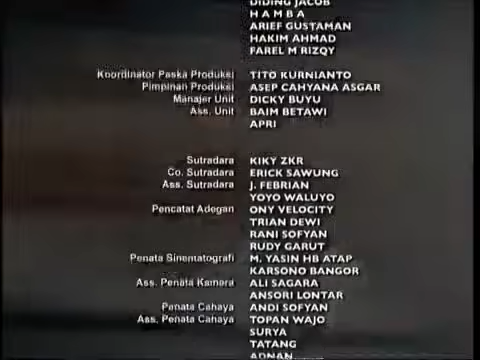 DIDING JACOB
H A M B A
ARIEF GUSTAMAN
HAKIM AHMAD
FAREL M RIZQY
Koordinator Paska Produksi TITO KURNIANTO
Pimpinan Produksi ASEP CAHYANA ASGAR
Manajer Unit DICKY BUYU
Ass. Unit BAIM BETAWI
APRI
Sutradara KIKY ZKR
Co. Sutradara ERICK SAWUNG
Ass. Sutradara J. FEBRIAN
YOYO WALUYO
Pencatat Adegan ONY VELOCITY
TRIAN DEWI
RANI SOFYAN
RUDY GARUT
Penata Sinematografi M. YASIN HB ATAP
KARSONO BANGOR
Ass. Penata Kamera ALI SAGARA
ANSORI LONTAR
Penata Cahaya ANDI SOFYAN
Ass. Penata Cahaya TOPAN WAJO
SURYA
TATANG
ADNAN